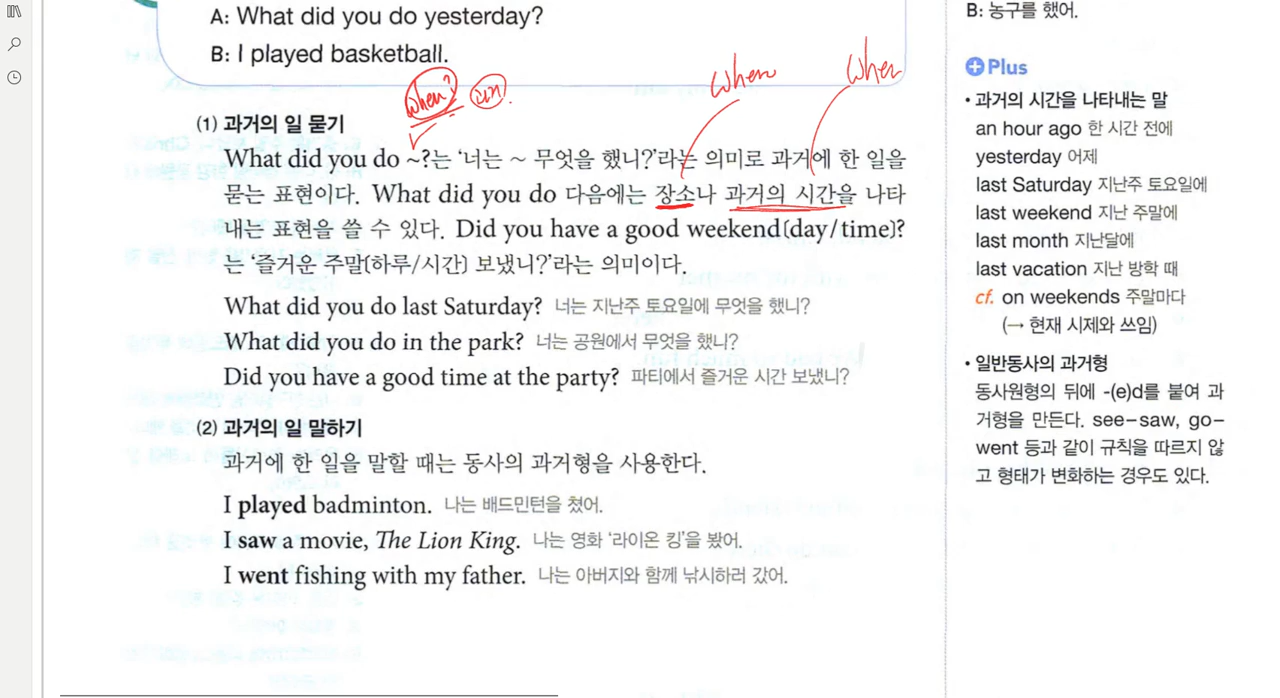 A: What did you do yesterday?
B: I played basketball.
when?
when
when
(1) 과거의 일 묻기
What did you do ~?는 ‘너는 ~ 무엇을 했니?’라는 의미로 과거에 한 일을
묻는 표현이다. What did you do 다음에는 장소나 과거의 시간을 나타
내는 표현을 쓸 수 있다. Did you have a good weekend(day/time)?
는 ‘즐거운 주말(하루/시간) 보냈니?’라는 의미이다.
What did you do last Saturday? 너는 지난주 토요일에 무엇을 했니?
What did you do in the park? 너는 공원에서 무엇을 했니?
Did you have a good time at the party? 파티에서 즐거운 시간 보냈니?
(2) 과거의 일 말하기
과거에 한 일을 말할 때는 동사의 과거형을 사용한다.
I played badminton. 나는 배드민턴을 쳤어.
I saw a movie, The Lion King. 나는 영화 ‘라이온 킹’을 봤어.
I went fishing with my father. 나는 아버지와 함께 낚시하러 갔어.
B: 농구를 했어.
Plus
• 과거의 시간을 나타내는 말
an hour ago 한 시간 전에
yesterday 어제
last Saturday 지난주 토요일에
last weekend 지난 주말에
last month 지난달에
last vacation 지난 방학 때
cf. on weekends 주말마다
(→ 현재 시제와 쓰임)
• 일반동사의 과거형
동사원형의 뒤에 -(e)d를 붙여 과
거형을 만든다. see–saw, go–
went 등과 같이 규칙을 따르지 않
고 형태가 변화하는 경우도 있다.